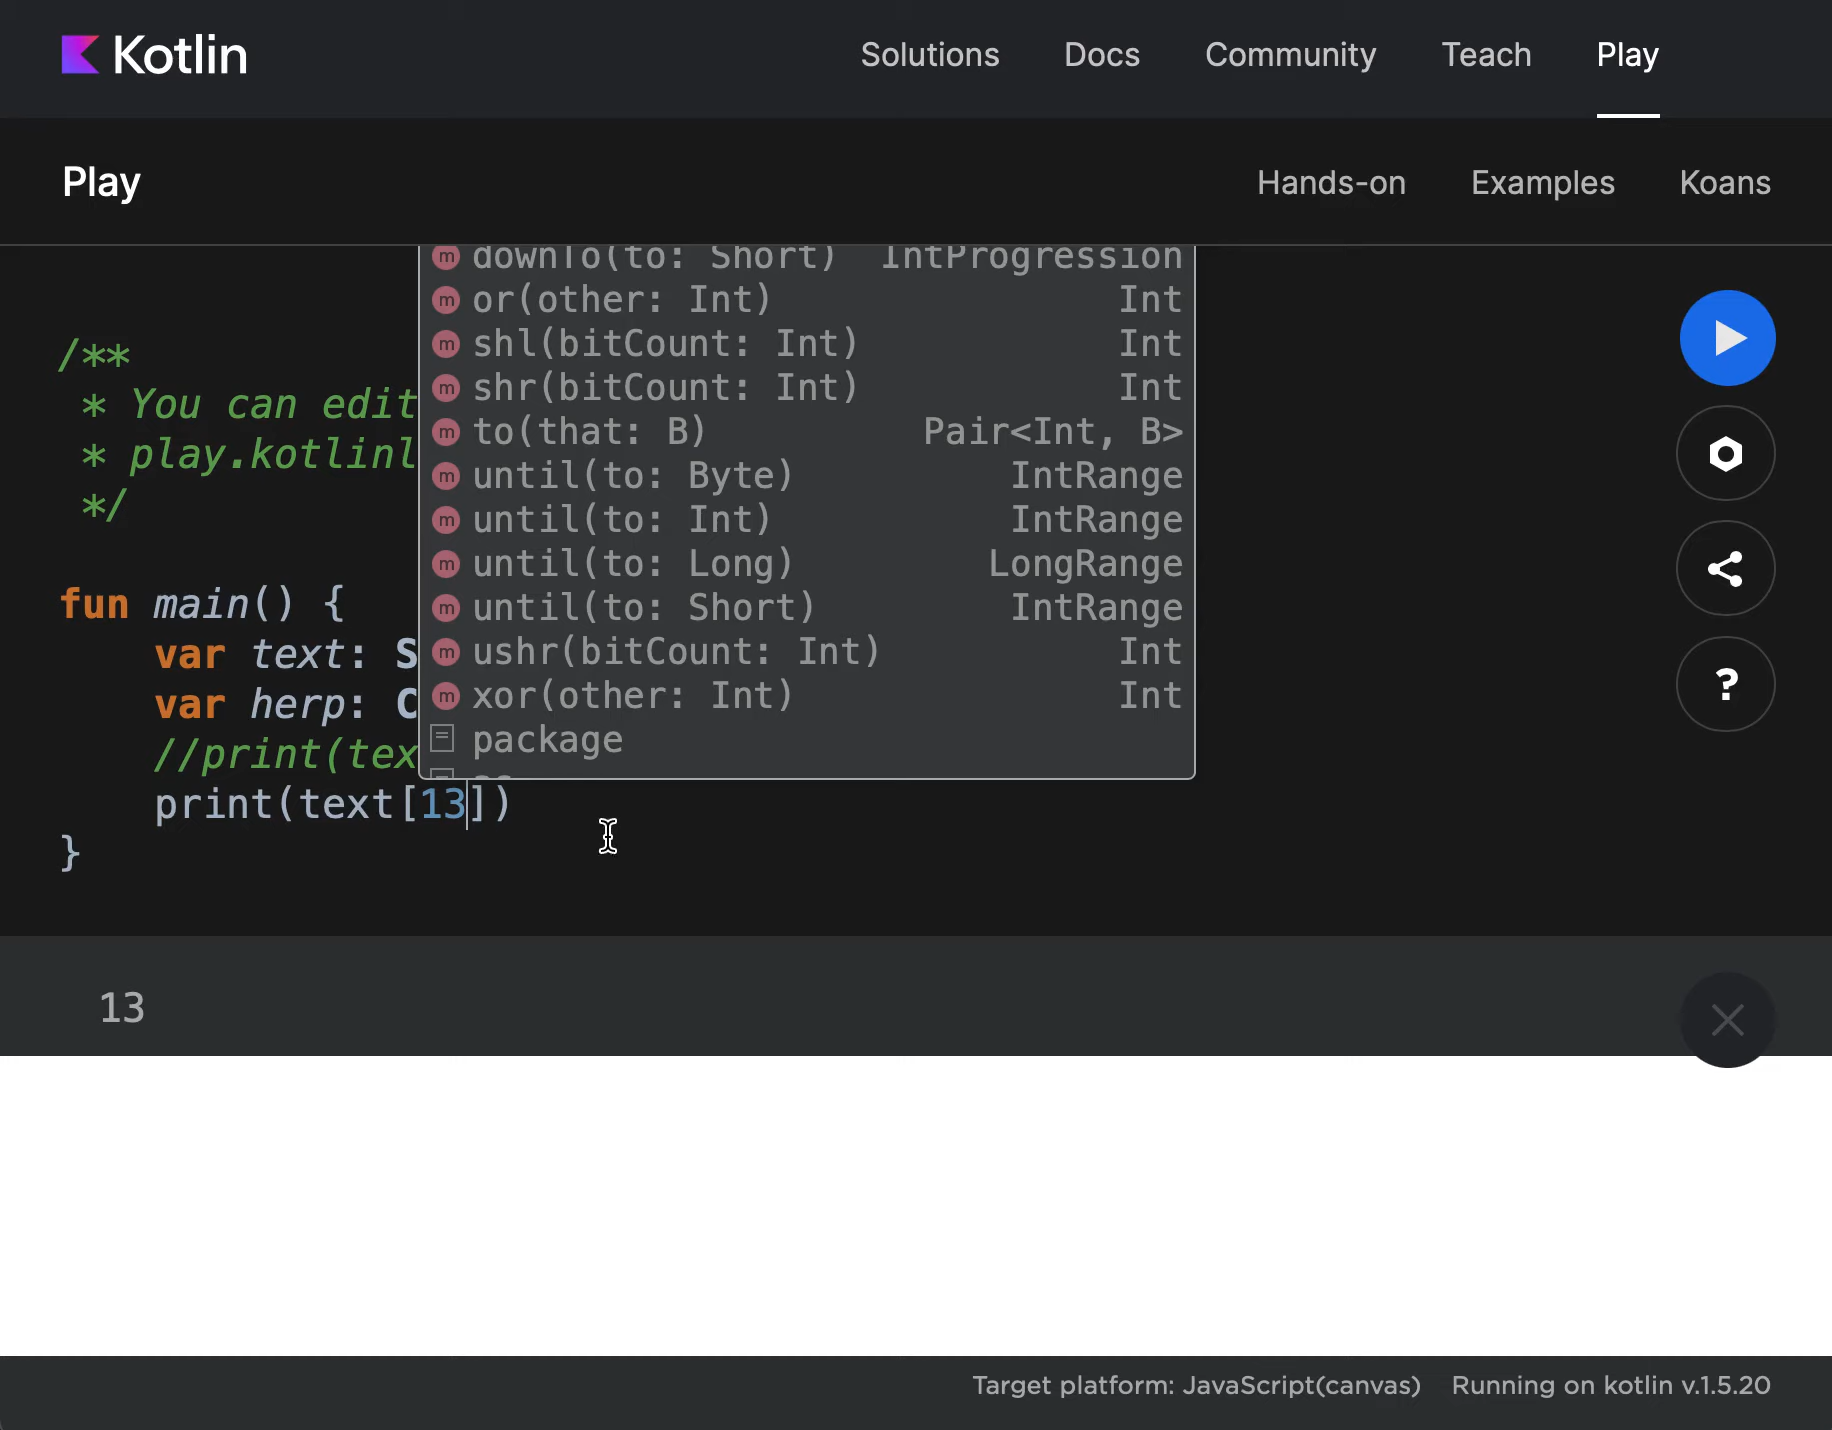 Kotlin
Solutions Docs Community Teach Play
Play
Hands-on Examples Koans
downTo(to: Short) IntProgression
m or(other: Int) Int
m shl(bitCount: Int) Int
m shr(bitCount: Int) Int
m to(that: B) Pair<Int, B>
m until(to: Byte) IntRange
m until(to: Int) IntRange
m until(to: Long) LongRange
m until(to: Short) IntRange
m ushr(bitCount: Int) Int
m xor(other: Int) Int
package
/**
* You can edit
* play.kotlinl
*/
fun main() {
var text: S
var herp: C
//print(tex
print(text[13])
}
13
?
Target platform: JavaScript(canvas) Running on kotlin v.1.5.20